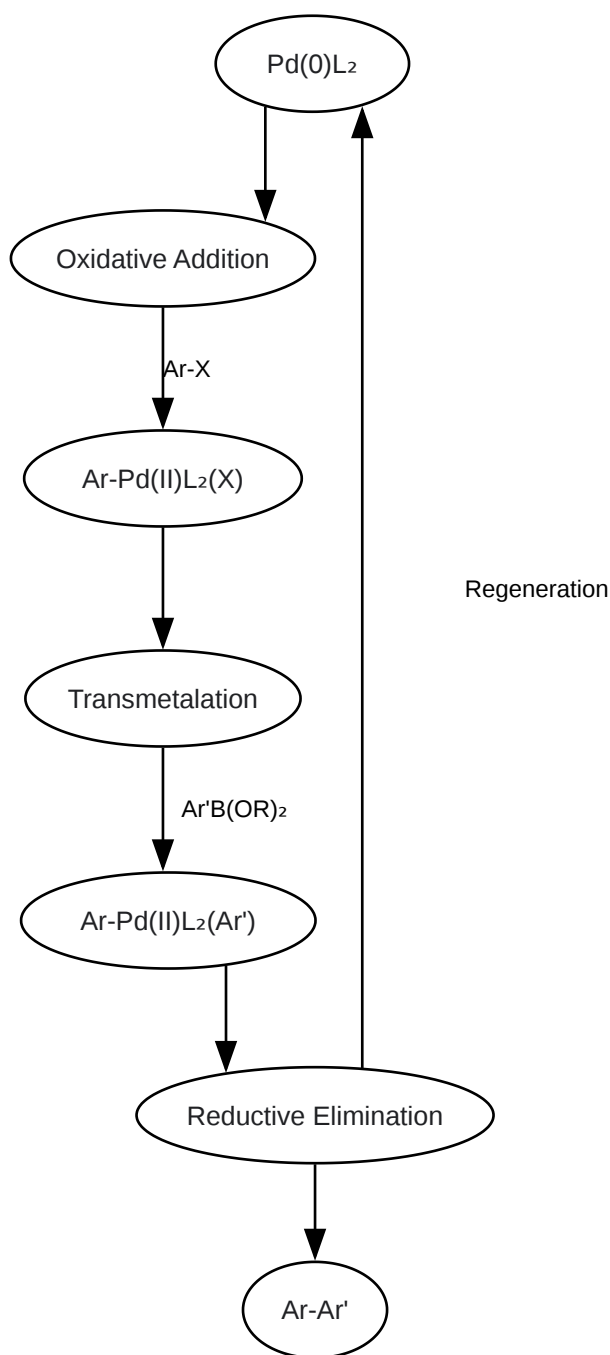 Pd(0)L₂
Oxidative Addition
Ar-X
Ar-Pd(II)L₂(X)
Regeneration
Transmetalation
Ar'B(OR)₂
Ar-Pd(II)L₂(Ar')
Reductive Elimination
Ar-Ar'